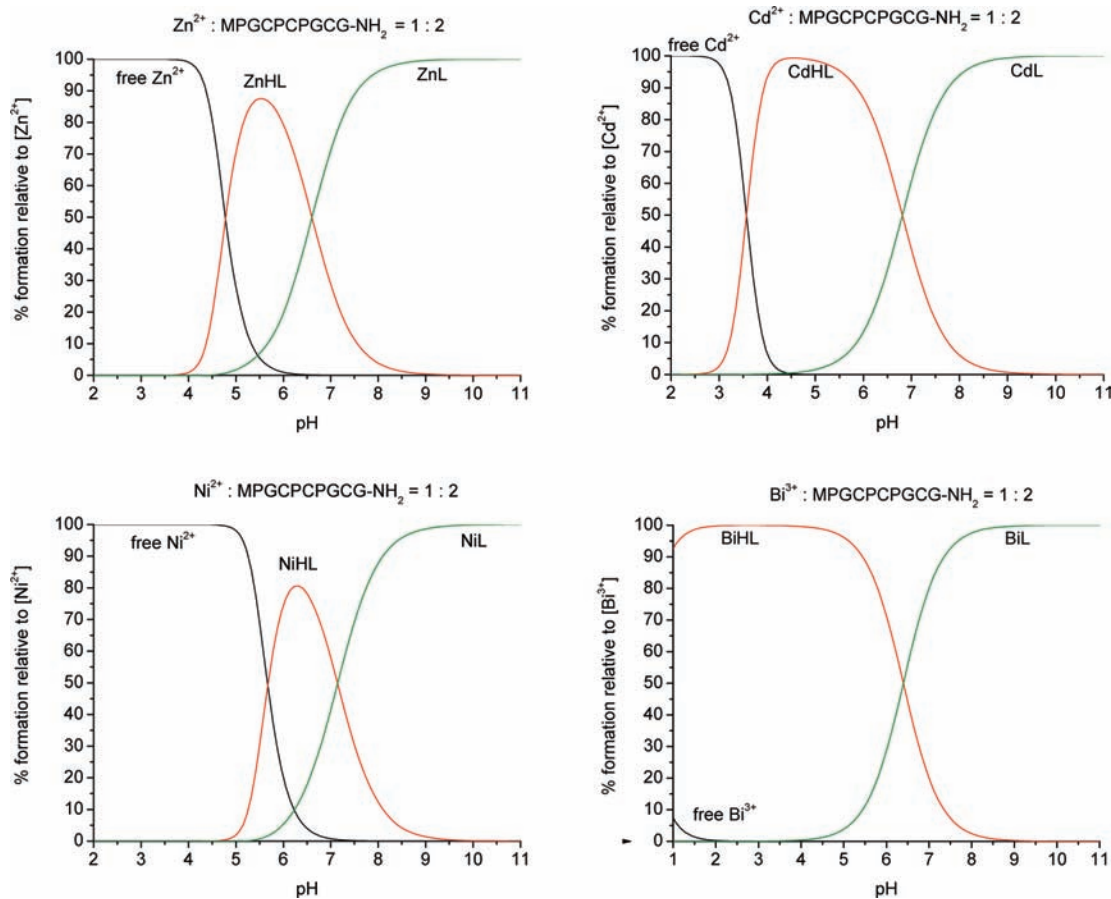 Zn²⁺ : MPGCPCPGCG-NH₂ = 1 : 2
free Zn²⁺
ZnHL
ZnL
% formation relative to [Zn²⁺]
100
90
80
70
60
50
40
30
20
10
0
2 3 4 5 6 7 8 9 10 11
pH
Cd²⁺ : MPGCPCPGCG-NH₂ = 1 : 2
free Cd²⁺
CdHL
CdL
% formation relative to [Cd²⁺]
100
90
80
70
60
50
40
30
20
10
0
2 3 4 5 6 7 8 9 10 11
pH
Ni²⁺ : MPGCPCPGCG-NH₂ = 1 : 2
free Ni²⁺
NiHL
NiL
% formation relative to [Ni²⁺]
100
90
80
70
60
50
40
30
20
10
0
2 3 4 5 6 7 8 9 10 11
pH
Bi³⁺ : MPGCPCPGCG-NH₂ = 1 : 2
BiHL
BiL
free Bi³⁺
% formation relative to [Bi³⁺]
100
90
80
70
60
50
40
30
20
10
0
1 2 3 4 5 6 7 8 9 10 11
pH